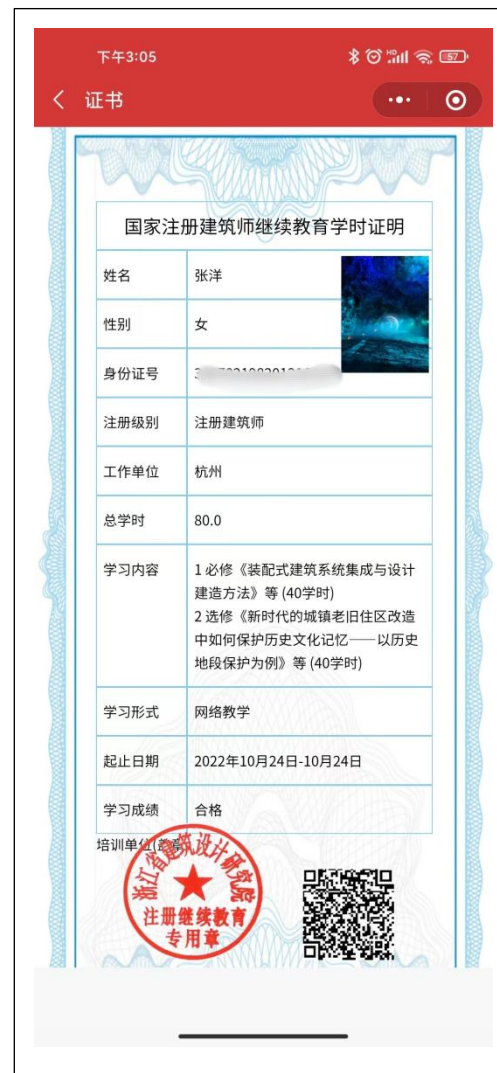 下午3:05
HD
57
证书
国家注册建筑师继续教育学时证明
姓名
张洋
性别
女
身份证号
注册级别
注册建筑师
工作单位
杭州
总学时
80.0
学习内容
1 必修《装配式建筑系统集成与设计
建造方法》等 (40学时)
2 选修《新时代的城镇老旧住区改造
中如何保护历史文化记忆——以历史
地段保护为例》等 (40学时)
学习形式
网络教学
起止日期
2022年10月24日-10月24日
学习成绩
合格
培训单位(盖章
浙江省建筑设计研究院
注册继续教育
专用章